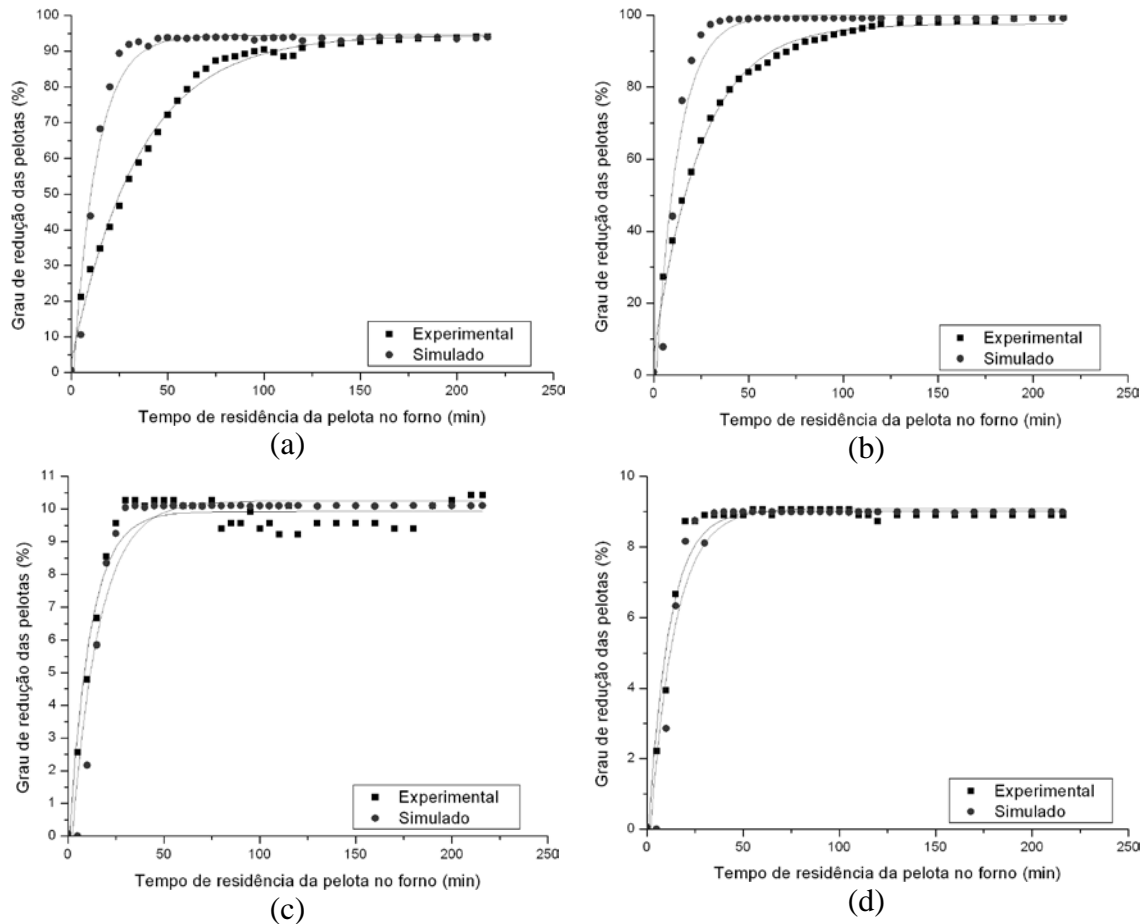 Grau de redução das pelotas (%)
100
90
80
70
60
50
40
30
20
10
0
Experimental
Simulado
0
50
100
150
200
250
Tempo de residência da pelota no forno (min)
(a)
Grau de redução das pelotas (%)
100
80
60
40
20
0
Experimental
Simulado
0
50
100
150
200
250
Tempo de residência da pelota no forno (min)
(b)
Grau de redução das pelotas (%)
11
10
9
8
7
6
5
4
3
2
1
0
Experimental
Simulado
0
50
100
150
200
250
Tempo de residência da pelota no forno (min)
(c)
Grau de redução das pelotas (%)
10
8
6
4
2
0
Experimental
Simulado
0
50
100
150
200
250
Tempo de residência da pelota no forno (min)
(d)